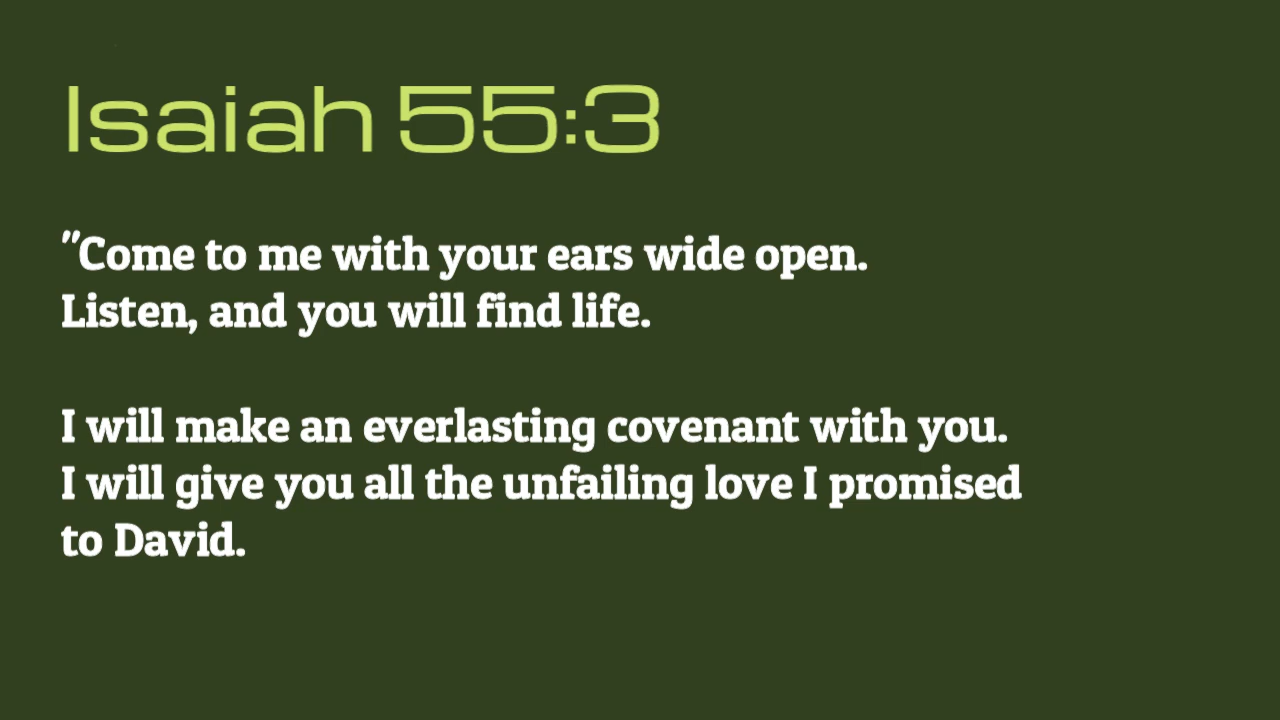 Isaiah 55:3
"Come to me with your ears wide open.
Listen, and you will find life.
I will make an everlasting covenant with you.
I will give you all the unfailing love I promised
to David.